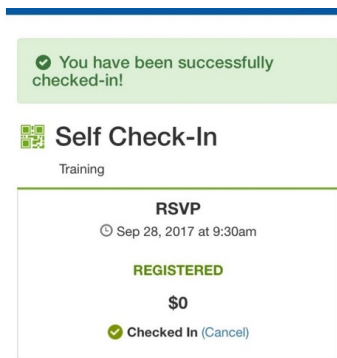 You have been successfully
checked-in!
Self Check-In
Training
RSVP
Sep 28, 2017 at 9:30am
REGISTERED
$0
Checked In (Cancel)